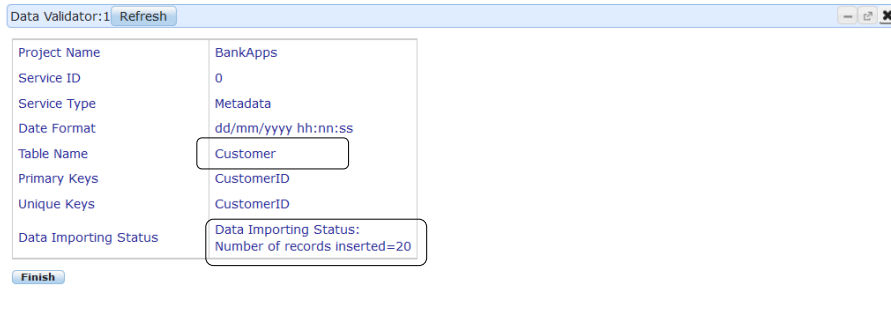 Data Validator:1 Refresh
Project Name BankApps
Service ID 0
Service Type Metadata
Date Format dd/mm/yyyy hh:nn:ss
Table Name Customer
Primary Keys CustomerID
Unique Keys CustomerID
Data Importing Status Data Importing Status:
Number of records inserted=20
Finish